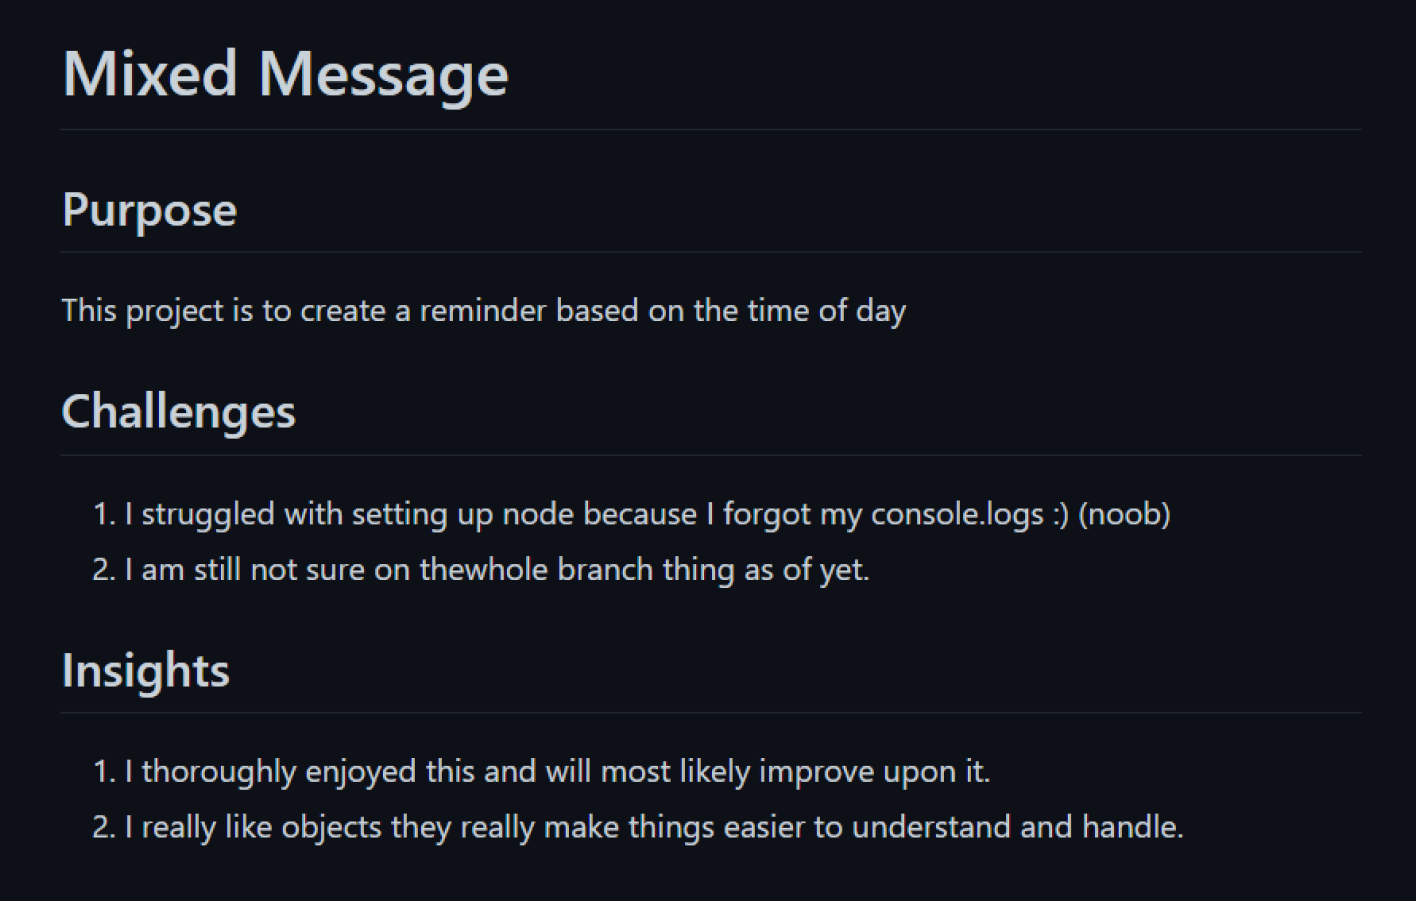 Mixed Message
Purpose
This project is to create a reminder based on the time of day
Challenges
1. I struggled with setting up node because I forgot my console.logs :) (noob)
2. I am still not sure on thewhole branch thing as of yet.
Insights
1. I thoroughly enjoyed this and will most likely improve upon it.
2. I really like objects they really make things easier to understand and handle.